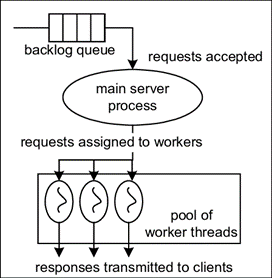 backlog queue
requests accepted
main server
process
requests assigned to workers
pool of
worker threads
responses transmitted to clients